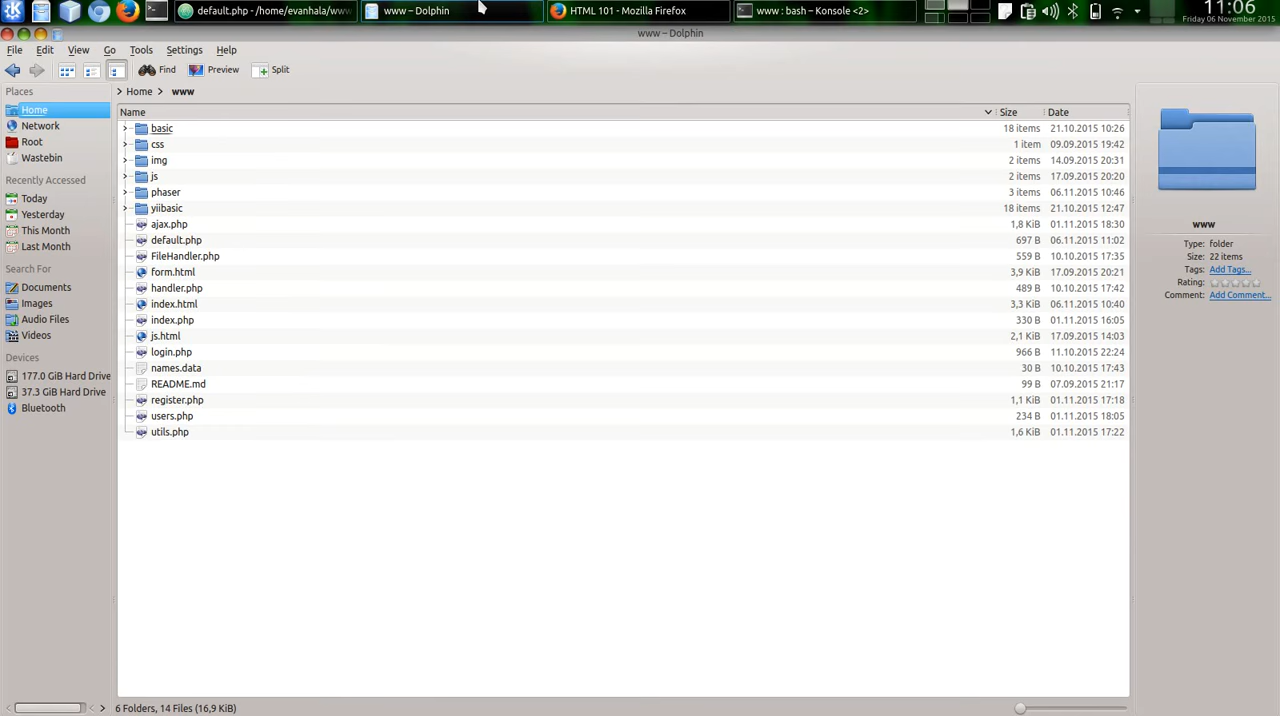 default.php - /home/evanhala/www
www – Dolphin
HTML 101 - Mozilla Firefox
www : bash – Konsole <2>
11:06
Friday 06 November 2015
www – Dolphin
File Edit View Go Tools Settings Help
Find Preview Split
Places
Home
Network
Root
Wastebin
Recently Accessed
Today
Yesterday
This Month
Last Month
Search For
Documents
Images
Audio Files
Videos
Devices
177.0 GiB Hard Drive
37.3 GiB Hard Drive
Bluetooth
> Home > www
Name Size Date
basic 18 items 21.10.2015 10:26
css 1 item 09.09.2015 19:42
img 2 items 14.09.2015 20:31
js 2 items 17.09.2015 20:20
phaser 3 items 06.11.2015 10:46
yiibasic 18 items 21.10.2015 12:47
ajax.php 1,8 KiB 01.11.2015 18:30
default.php 697 B 06.11.2015 11:02
FileHandler.php 559 B 10.10.2015 17:35
form.html 3,9 KiB 17.09.2015 20:21
handler.php 489 B 10.10.2015 17:42
index.html 3,3 KiB 06.11.2015 10:40
index.php 330 B 01.11.2015 16:05
js.html 2,1 KiB 17.09.2015 14:03
login.php 966 B 11.10.2015 22:24
names.data 30 B 10.10.2015 17:43
README.md 99 B 07.09.2015 21:17
register.php 1,1 KiB 01.11.2015 17:18
users.php 234 B 01.11.2015 18:05
utils.php 1,6 KiB 01.11.2015 17:22
www
Type: folder
Size: 22 items
Tags: Add Tags...
Rating:
Comment: Add Comment...
6 Folders, 14 Files (16,9 KiB)